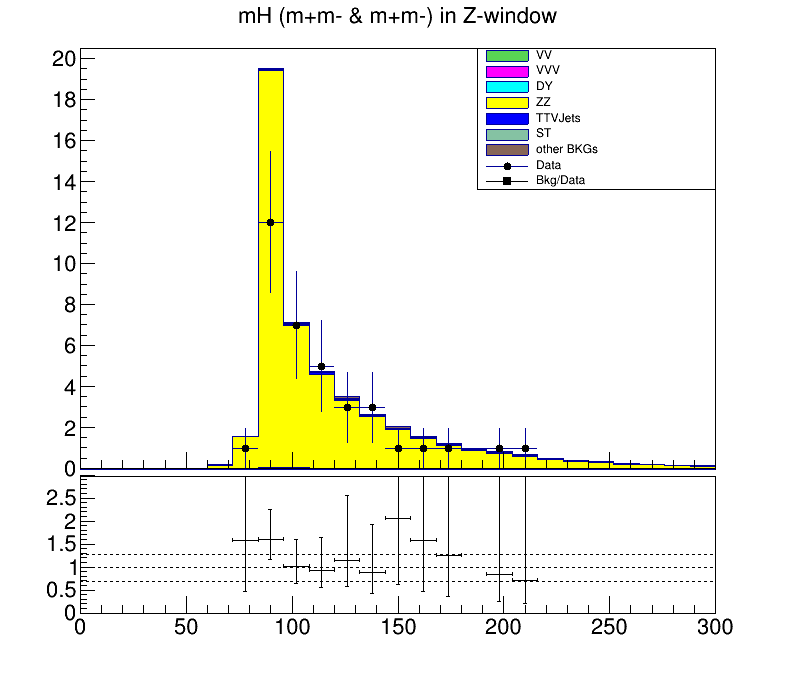 mH (m+m- & m+m-) in Z-window
20
18
16
14
12
10
8
6
4
2
0
VV
VVV
DY
ZZ
TTVJets
ST
other BKGs
Data
Bkg/Data
2.5
2
1.5
1
0.5
0
0 50 100 150 200 250 300